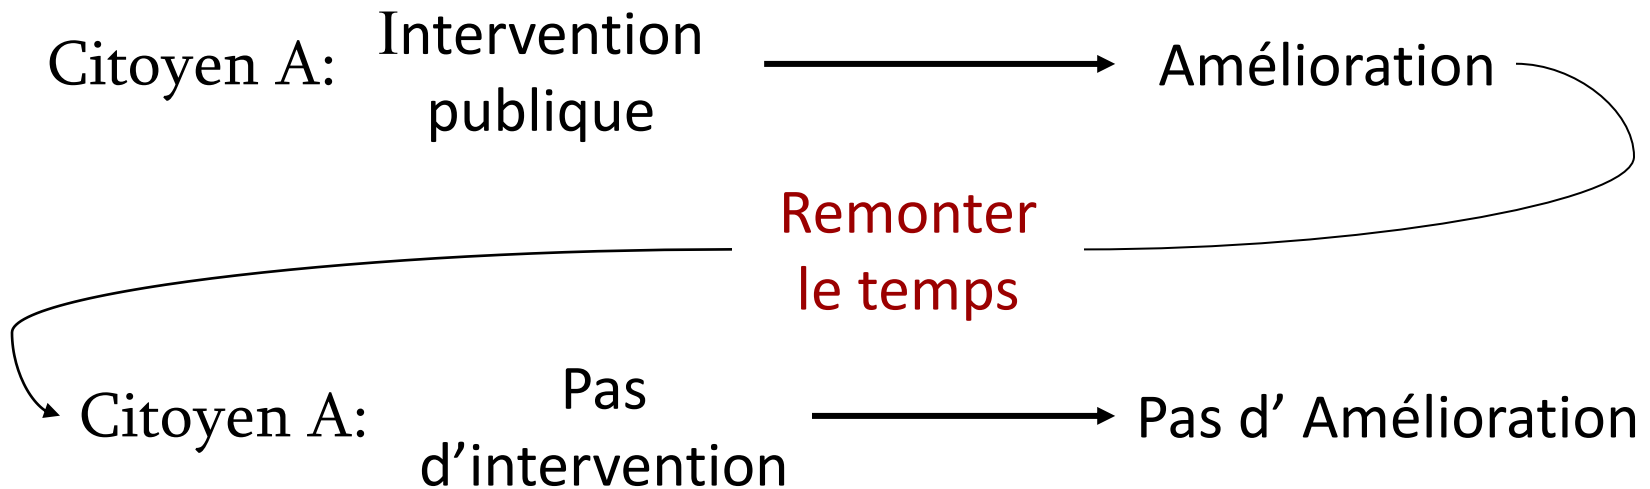 Citoyen A:
Intervention
publique
Amélioration
Remonter
le temps
Citoyen A:
Pas
d’intervention
Pas d’ Amélioration